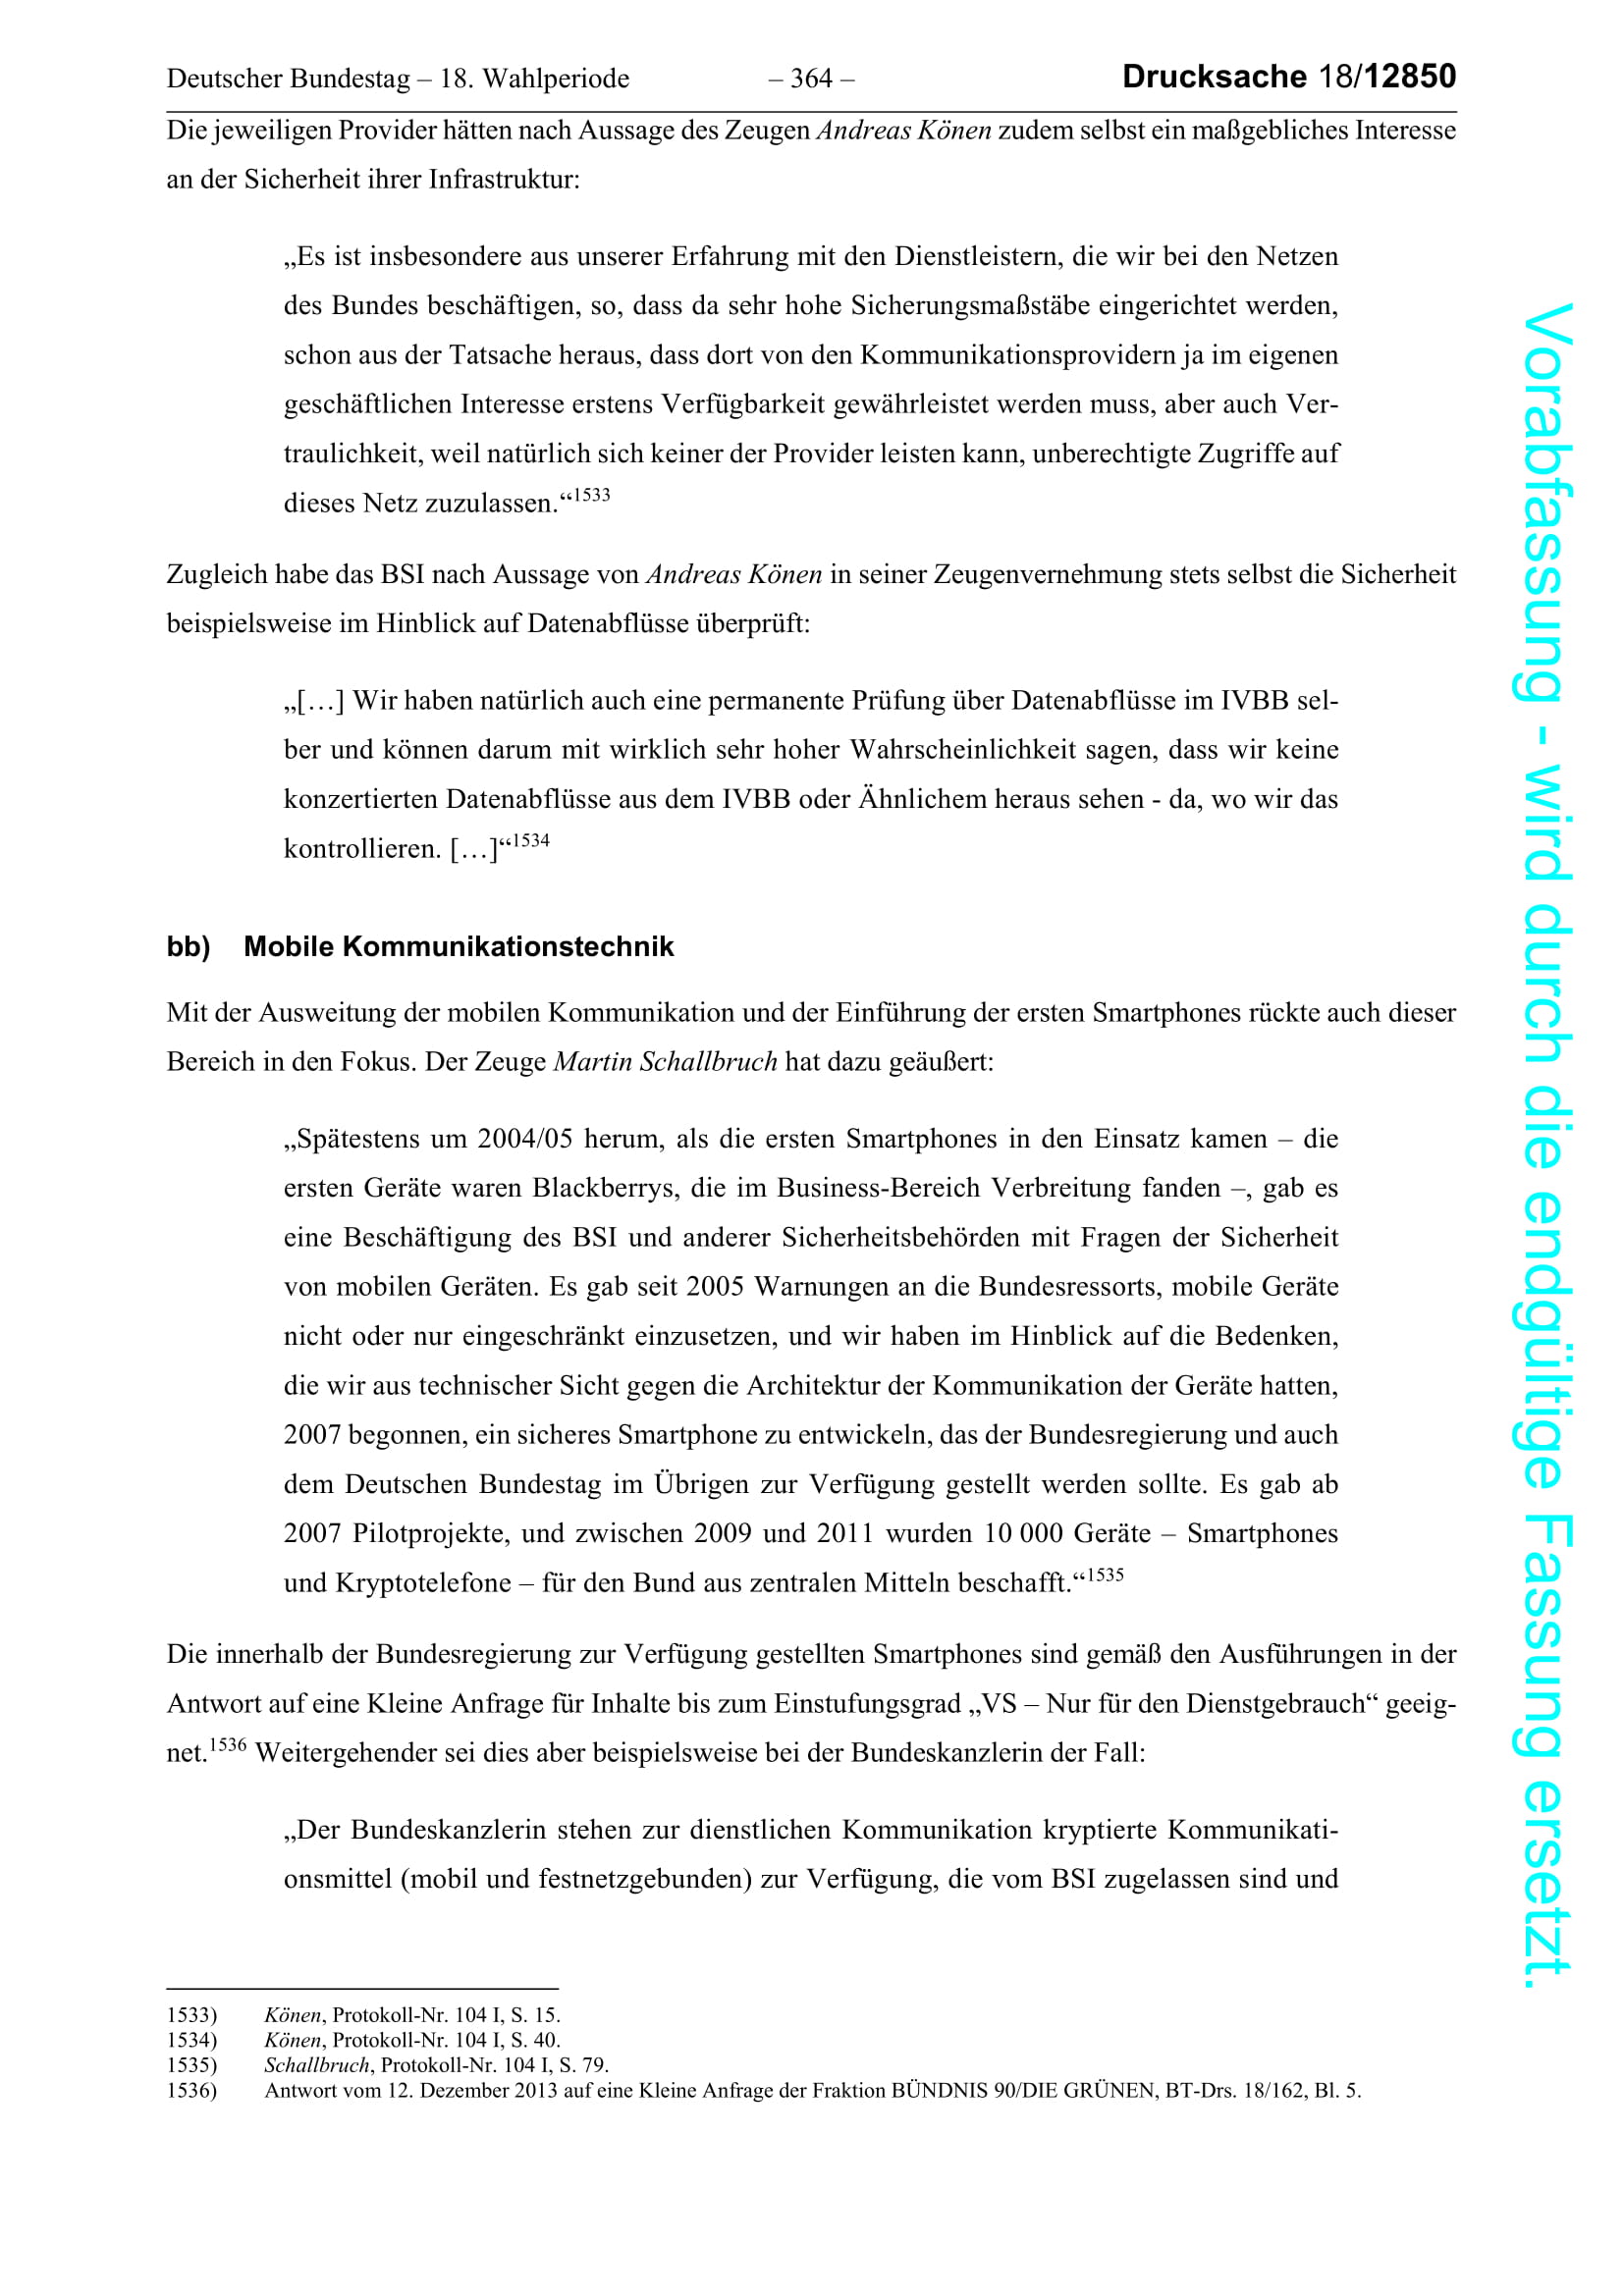 Deutscher Bundestag – 18. Wahlperiode – 364 – Drucksache 18/12850
Die jeweiligen Provider hätten nach Aussage des Zeugen Andreas Könen zudem selbst ein maßgebliches Interesse
an der Sicherheit ihrer Infrastruktur:
„Es ist insbesondere aus unserer Erfahrung mit den Dienstleistern, die wir bei den Netzen
des Bundes beschäftigen, so, dass da sehr hohe Sicherungsmaßstäbe eingerichtet werden,
schon aus der Tatsache heraus, dass dort von den Kommunikationsprovidern ja im eigenen
geschäftlichen Interesse erstens Verfügbarkeit gewährleistet werden muss, aber auch Ver-
traulichkeit, weil natürlich sich keiner der Provider leisten kann, unberechtigte Zugriffe auf
dieses Netz zuzulassen.“1533
Zugleich habe das BSI nach Aussage von Andreas Könen in seiner Zeugenvernehmung stets selbst die Sicherheit
beispielsweise im Hinblick auf Datenabflüsse überprüft:
„[…] Wir haben natürlich auch eine permanente Prüfung über Datenabflüsse im IVBB sel-
ber und können darum mit wirklich sehr hoher Wahrscheinlichkeit sagen, dass wir keine
konzertierten Datenabflüsse aus dem IVBB oder Ähnlichem heraus sehen - da, wo wir das
kontrollieren. […]“1534
bb) Mobile Kommunikationstechnik
Mit der Ausweitung der mobilen Kommunikation und der Einführung der ersten Smartphones rückte auch dieser
Bereich in den Fokus. Der Zeuge Martin Schallbruch hat dazu geäußert:
„Spätestens um 2004/05 herum, als die ersten Smartphones in den Einsatz kamen – die
ersten Geräte waren Blackberrys, die im Business-Bereich Verbreitung fanden –, gab es
eine Beschäftigung des BSI und anderer Sicherheitsbehörden mit Fragen der Sicherheit
von mobilen Geräten. Es gab seit 2005 Warnungen an die Bundesressorts, mobile Geräte
nicht oder nur eingeschränkt einzusetzen, und wir haben im Hinblick auf die Bedenken,
die wir aus technischer Sicht gegen die Architektur der Kommunikation der Geräte hatten,
2007 begonnen, ein sicheres Smartphone zu entwickeln, das der Bundesregierung und auch
dem Deutschen Bundestag im Übrigen zur Verfügung gestellt werden sollte. Es gab ab
2007 Pilotprojekte, und zwischen 2009 und 2011 wurden 10 000 Geräte – Smartphones
und Kryptotelefone – für den Bund aus zentralen Mitteln beschafft.“1535
Die innerhalb der Bundesregierung zur Verfügung gestellten Smartphones sind gemäß den Ausführungen in der
Antwort auf eine Kleine Anfrage für Inhalte bis zum Einstufungsgrad „VS – Nur für den Dienstgebrauch“ geeig-
net.1536 Weitergehender sei dies aber beispielsweise bei der Bundeskanzlerin der Fall:
„Der Bundeskanzlerin stehen zur dienstlichen Kommunikation kryptierte Kommunikati-
onsmittel (mobil und festnetzgebunden) zur Verfügung, die vom BSI zugelassen sind und
1533) Könen, Protokoll-Nr. 104 I, S. 15.
1534) Könen, Protokoll-Nr. 104 I, S. 40.
1535) Schallbruch, Protokoll-Nr. 104 I, S. 79.
1536) Antwort vom 12. Dezember 2013 auf eine Kleine Anfrage der Fraktion BÜNDNIS 90/DIE GRÜNEN, BT-Drs. 18/162, Bl. 5.
Vorabfassung - wird durch die endgültige Fassung ersetzt.